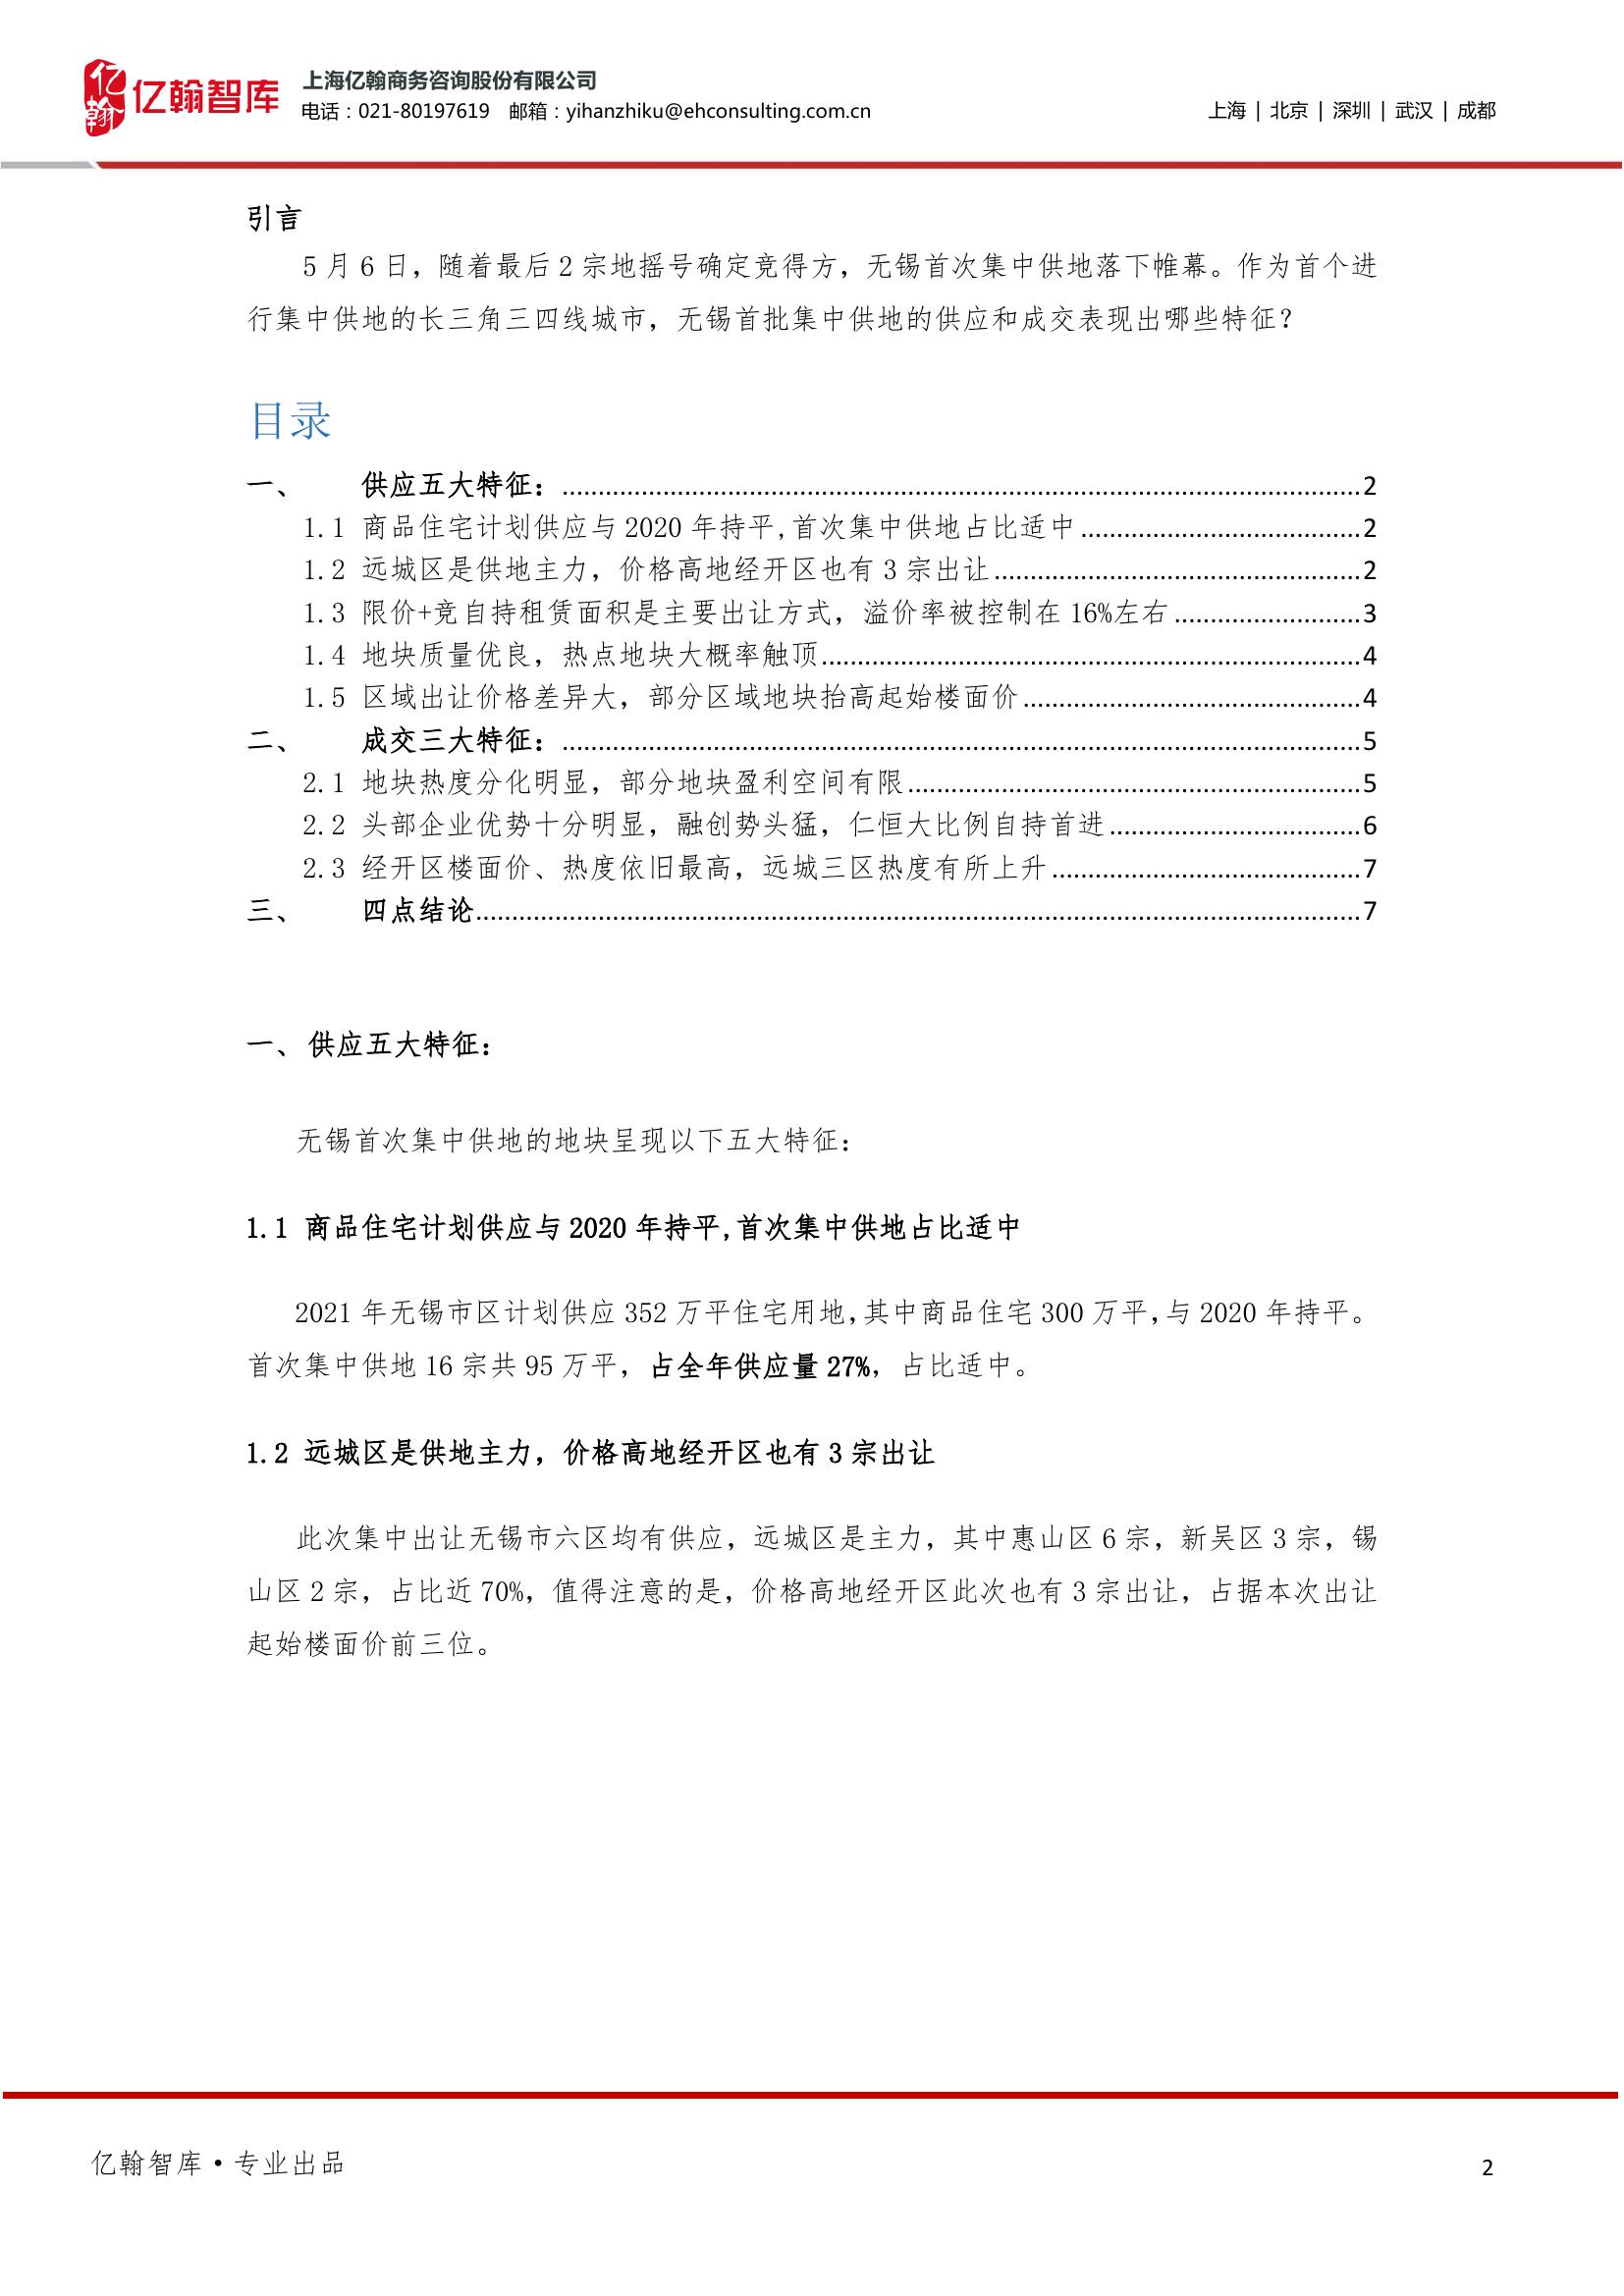 亿翰
亿翰智库
上海亿翰商务咨询股份有限公司
电话：021-80197619 邮箱：yihanzhiku@ehconsulting.com.cn
上海 | 北京 | 深圳 | 武汉 | 成都
引言
5 月 6 日，随着最后 2 宗地摇号确定竞得方，无锡首次集中供地落下帷幕。作为首个进
行集中供地的长三角三四线城市，无锡首批集中供地的供应和成交表现出哪些特征？
目录
一、 供应五大特征：......2
1.1 商品住宅计划供应与 2020 年持平,首次集中供地占比适中......2
1.2 远城区是供地主力，价格高地经开区也有 3 宗出让......2
1.3 限价+竞自持租赁面积是主要出让方式，溢价率被控制在 16%左右......3
1.4 地块质量优良，热点地块大概率触顶......4
1.5 区域出让价格差异大，部分区域地块抬高起始楼面价......4
二、 成交三大特征：......5
2.1 地块热度分化明显，部分地块盈利空间有限......5
2.2 头部企业优势十分明显，融创势头猛，仁恒大比例自持首进......6
2.3 经开区楼面价、热度依旧最高，远城三区热度有所上升......7
三、 四点结论......7
一、供应五大特征：
无锡首次集中供地的地块呈现以下五大特征：
1.1 商品住宅计划供应与 2020 年持平,首次集中供地占比适中
2021 年无锡市区计划供应 352 万平住宅用地,其中商品住宅 300 万平,与 2020 年持平。
首次集中供地 16 宗共 95 万平，占全年供应量 27%，占比适中。
1.2 远城区是供地主力，价格高地经开区也有 3 宗出让
此次集中出让无锡市六区均有供应，远城区是主力，其中惠山区 6 宗，新吴区 3 宗，锡
山区 2 宗，占比近 70%，值得注意的是，价格高地经开区此次也有 3 宗出让，占据本次出让
起始楼面价前三位。
亿翰智库•专业出品
2